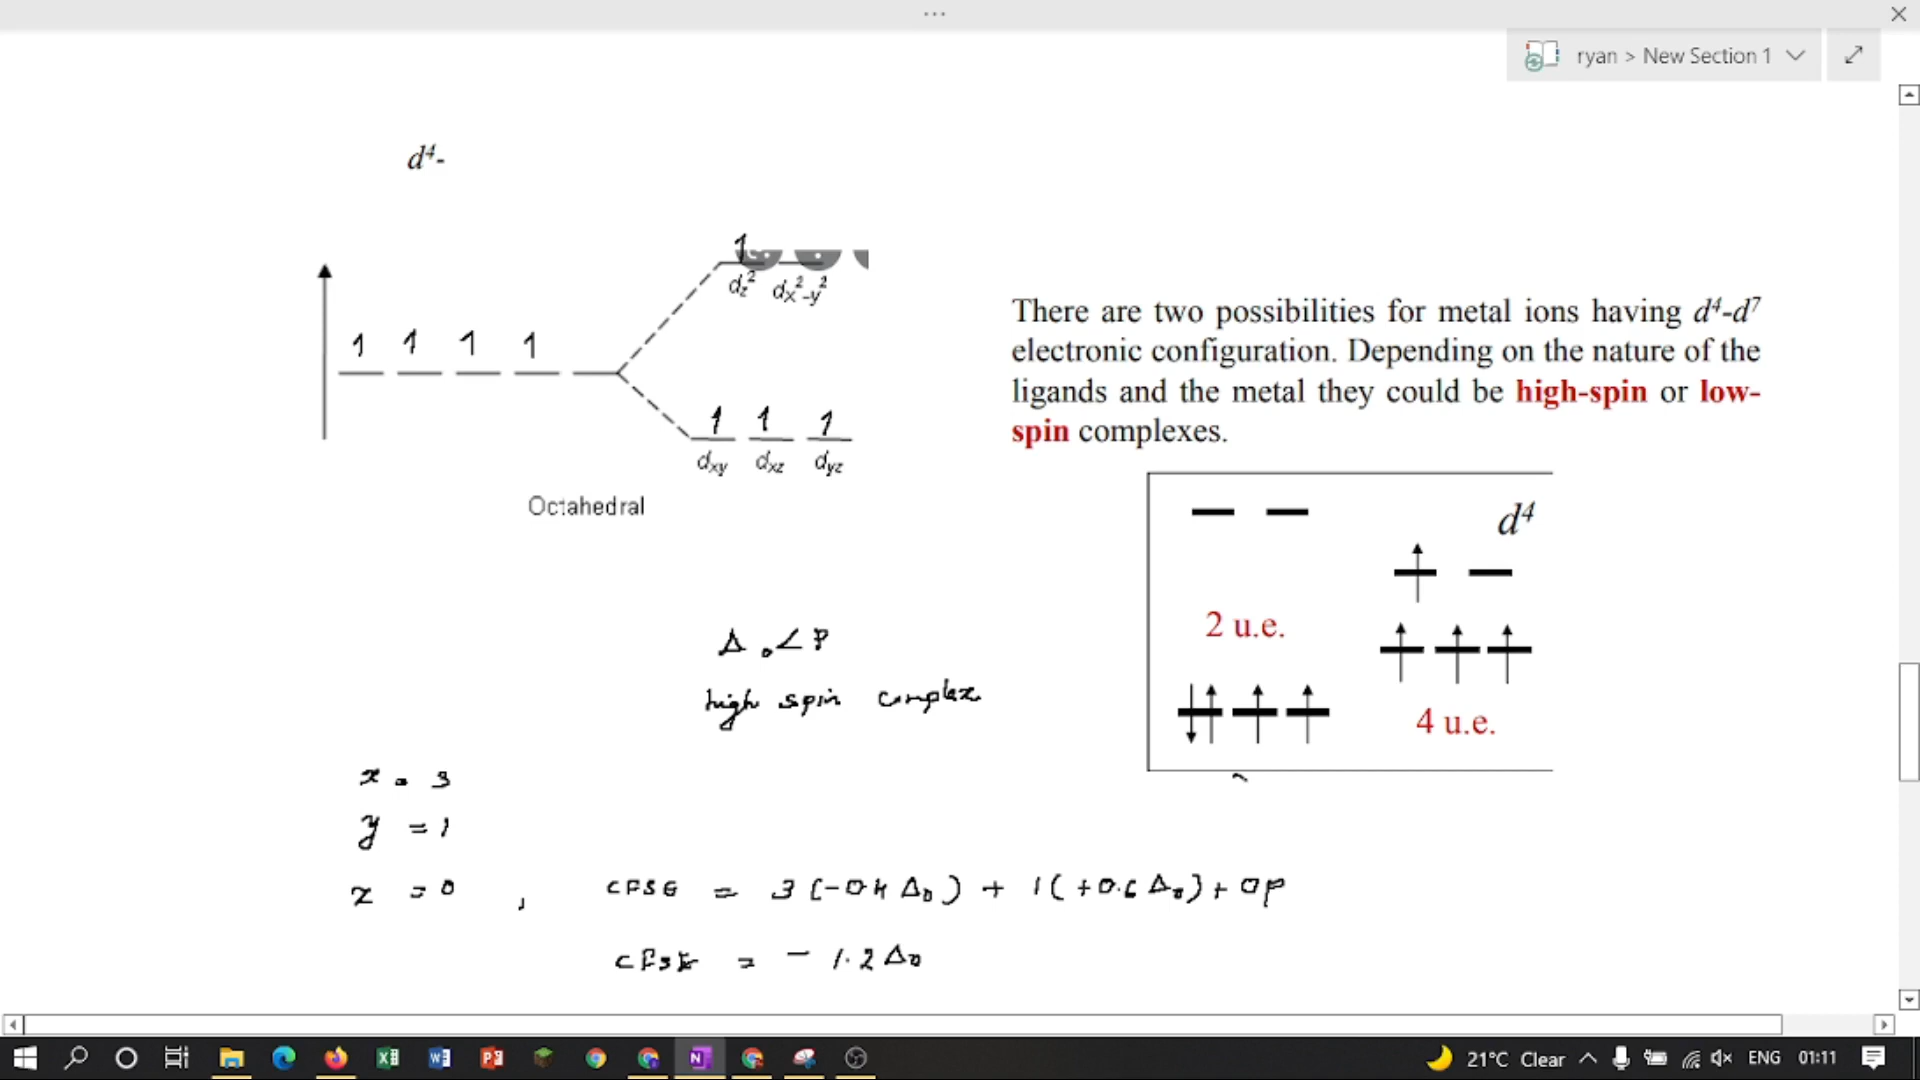 ryan > New Section 1
d⁴-
1
dz² dx²-y²
1 1 1 1
1 1 1
dxy dxz dyz
Octahedral
There are two possibilities for metal ions having d⁴-d⁷
electronic configuration. Depending on the nature of the
ligands and the metal they could be high-spin or low-
spin complexes.
d⁴
2 u.e.
4 u.e.
Δ₀ < P
high spin complex
x = 3
y = 1
z = 0 , CFSE = 3 (-0.4 Δ₀) + 1 (+0.6 Δ₀) + 0P
CFSE = - 1.2 Δ₀
21°C Clear
ENG
01:11